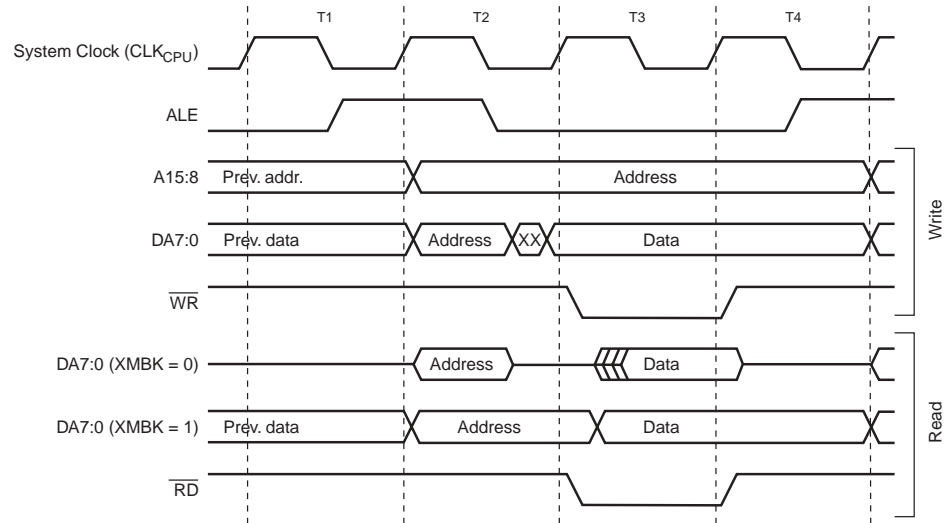 T1 T2 T3 T4
System Clock (CLKCPU)
ALE
A15:8 Prev. addr. Address
DA7:0 Prev. data Address XX Data
WR
Write
DA7:0 (XMBK = 0) Address Data
DA7:0 (XMBK = 1) Prev. data Address Data
RD
Read